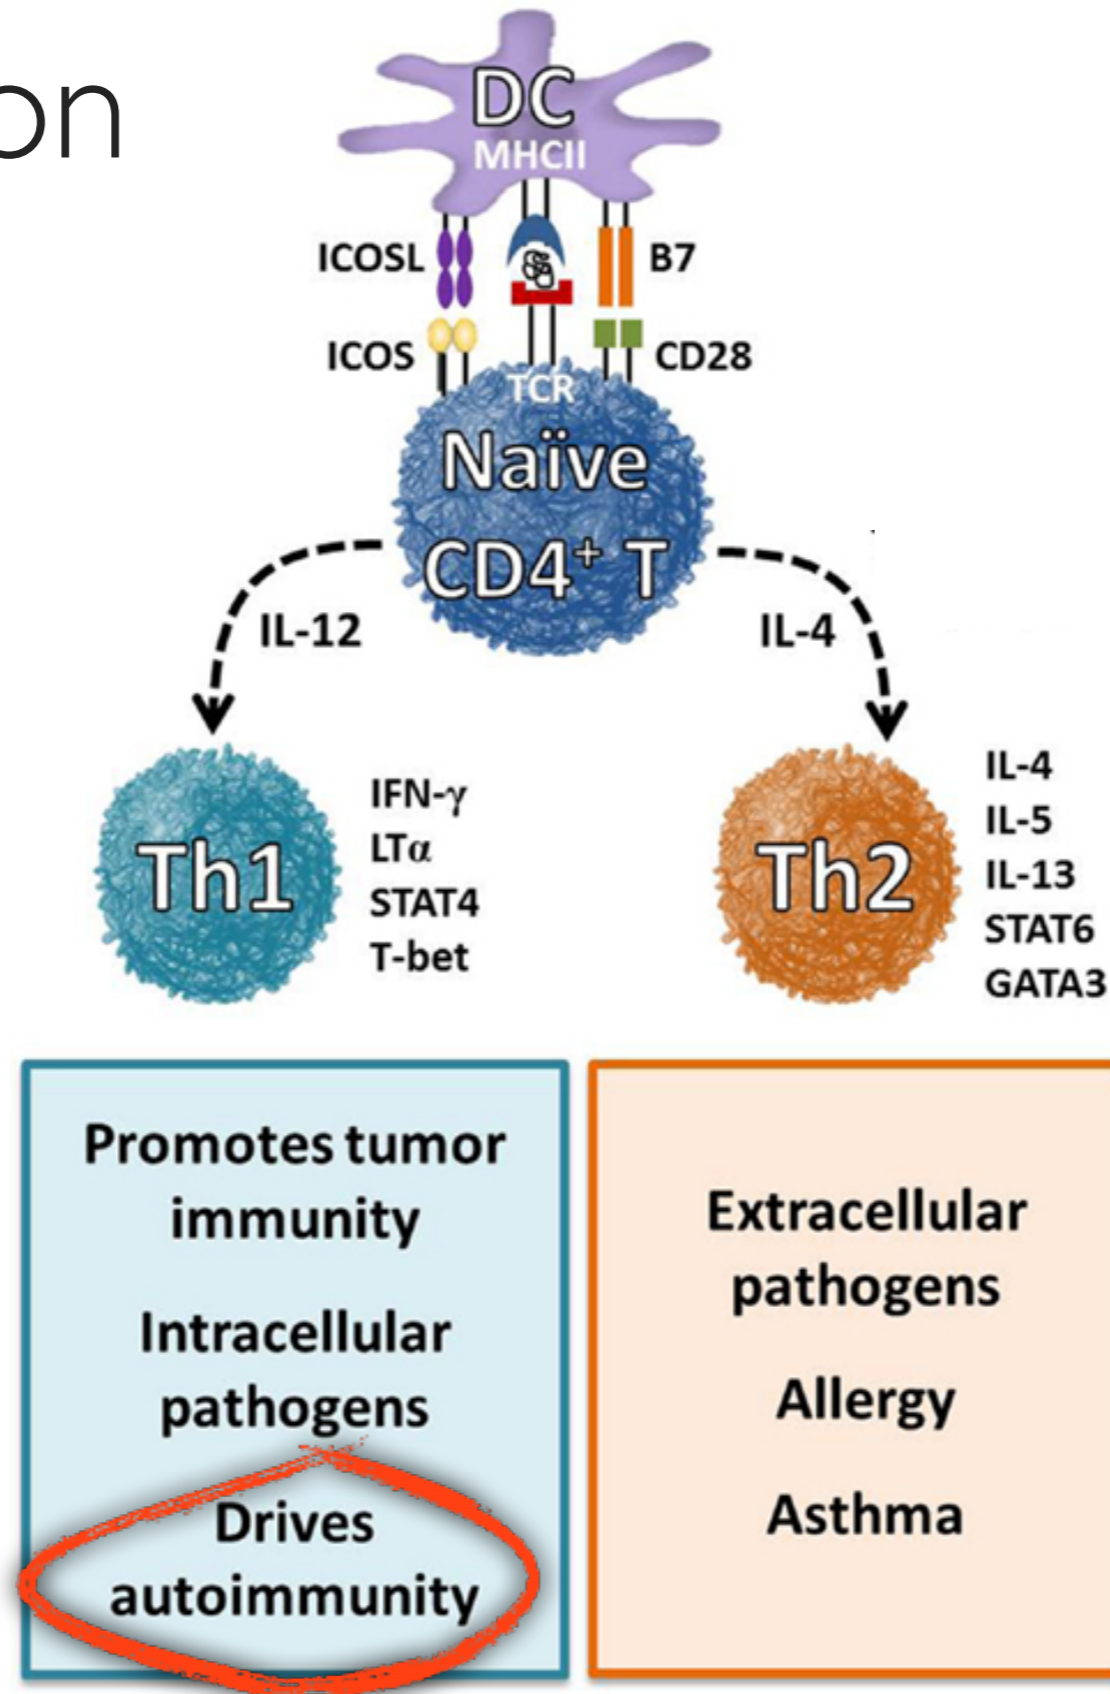 on
DC
MHCII
ICOSL
B7
ICOS
CD28
TCR
Naïve
CD4⁺ T
IL-12
IL-4
Th1
IFN-γ
LTα
STAT4
T-bet
Th2
IL-4
IL-5
IL-13
STAT6
GATA3
Promotes tumor
immunity
Intracellular
pathogens
Drives
autoimmunity
Extracellular
pathogens
Allergy
Asthma